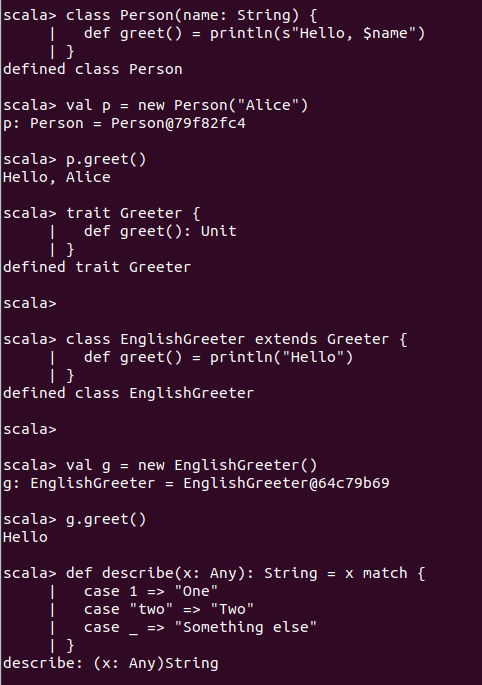 scala> class Person(name: String) {
     |   def greet() = println(s"Hello, $name")
     | }
defined class Person

scala> val p = new Person("Alice")
p: Person = Person@79f82fc4

scala> p.greet()
Hello, Alice

scala> trait Greeter {
     |   def greet(): Unit
     | }
defined trait Greeter

scala>

scala> class EnglishGreeter extends Greeter {
     |   def greet() = println("Hello")
     | }
defined class EnglishGreeter

scala>

scala> val g = new EnglishGreeter()
g: EnglishGreeter = EnglishGreeter@64c79b69

scala> g.greet()
Hello

scala> def describe(x: Any): String = x match {
     |   case 1 => "One"
     |   case "two" => "Two"
     |   case _ => "Something else"
     | }
describe: (x: Any)String